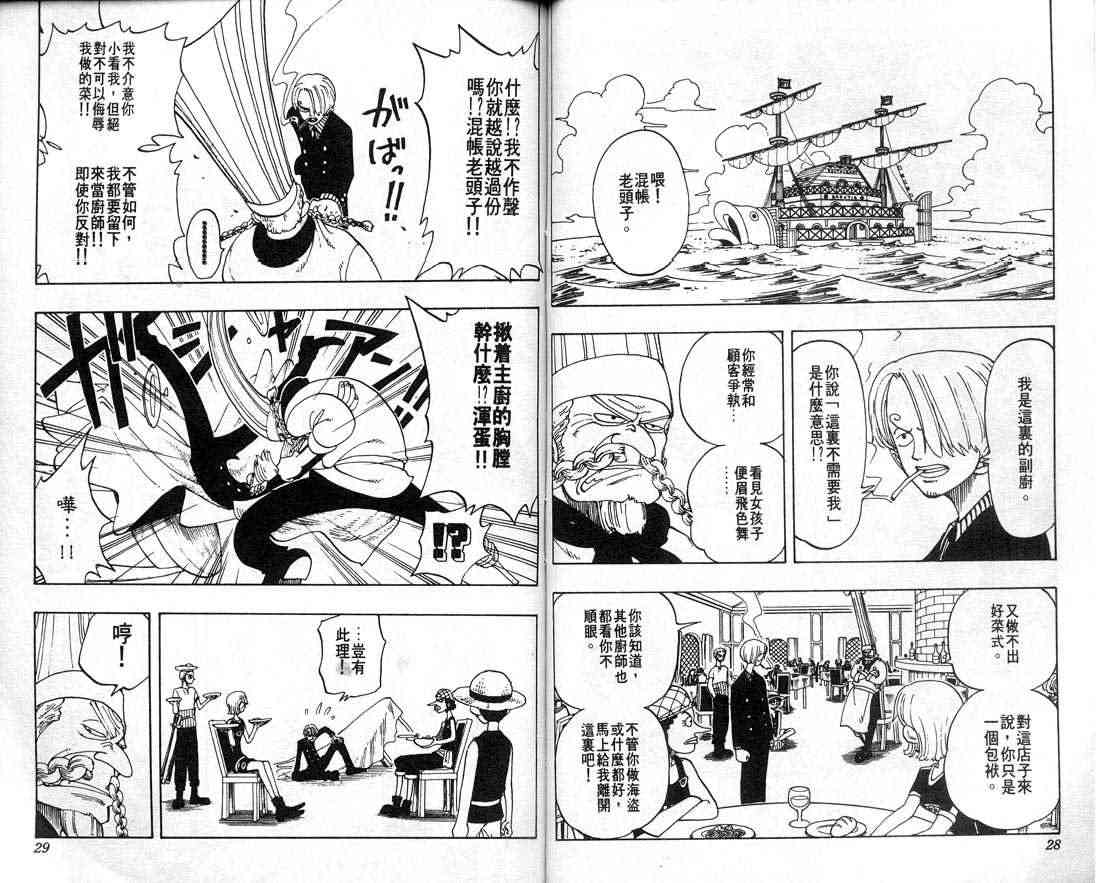 喂！
混帳
老頭子。
我是這裏的副廚。
你說「這裏不需要我」
是什麼意思!?
你經常和
顧客爭執…
看見女孩子
便眉飛色舞
……
又做不出
好菜式。
對這店子來
說，你只是
一個包袱。
你該知道，
其他廚師也
都看你不
順眼。
不管你做海盜
或什麼都好，
馬上給我離開
這裏吧！
28
什麼!?我不作聲
你就越說越過份
嗎!?混帳老頭子!!
がばっ!!
我不介意你
小看我，但絕
對不可以侮辱
我做的菜!!
不管如何，
我都要留下
來當廚師!!
即使你反對!!
………
揪着主廚的胸膛
幹什麼!?渾蛋!!
ガシャアン!!
嘩…!!
!?
…豈有
此理！
哼！
29